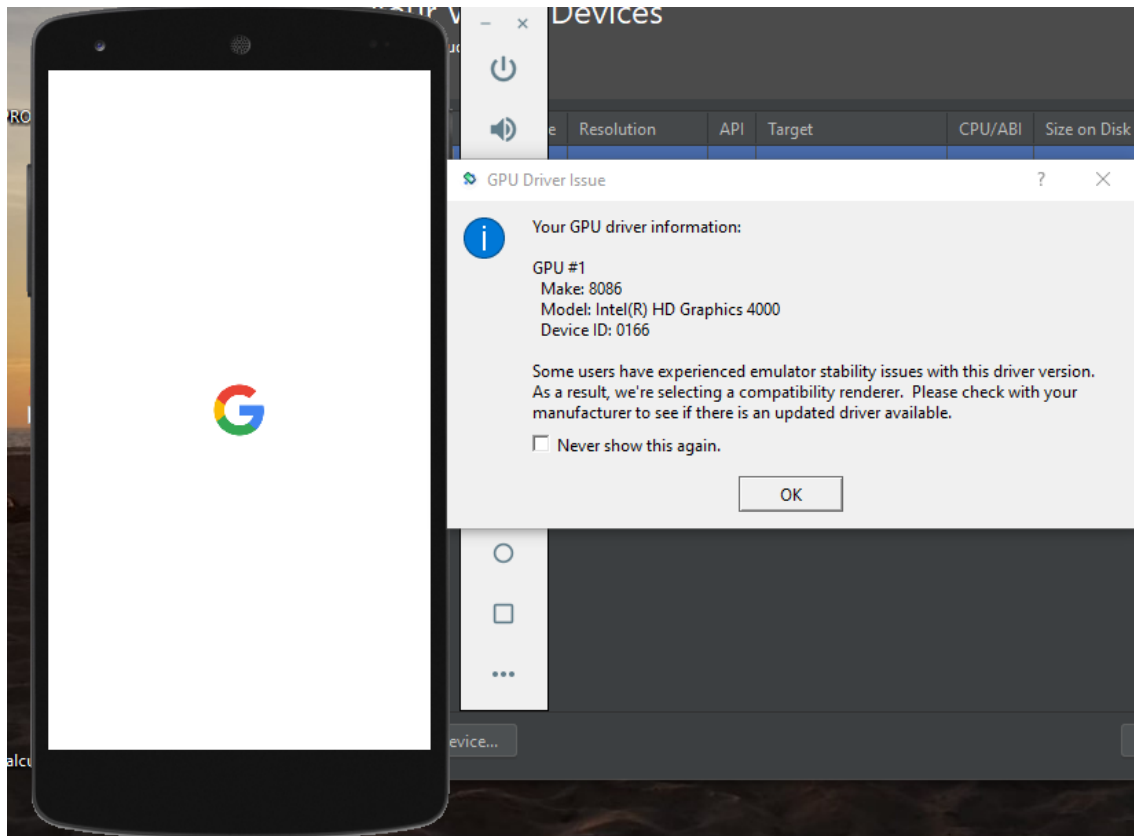 Devices
PRO
Resolution API Target CPU/ABI Size on Disk
GPU Driver Issue
Your GPU driver information:
GPU #1
Make: 8086
Model: Intel(R) HD Graphics 4000
Device ID: 0166
Some users have experienced emulator stability issues with this driver version.
As a result, we're selecting a compatibility renderer. Please check with your
manufacturer to see if there is an updated driver available.
Never show this again.
OK
evice...
alcu